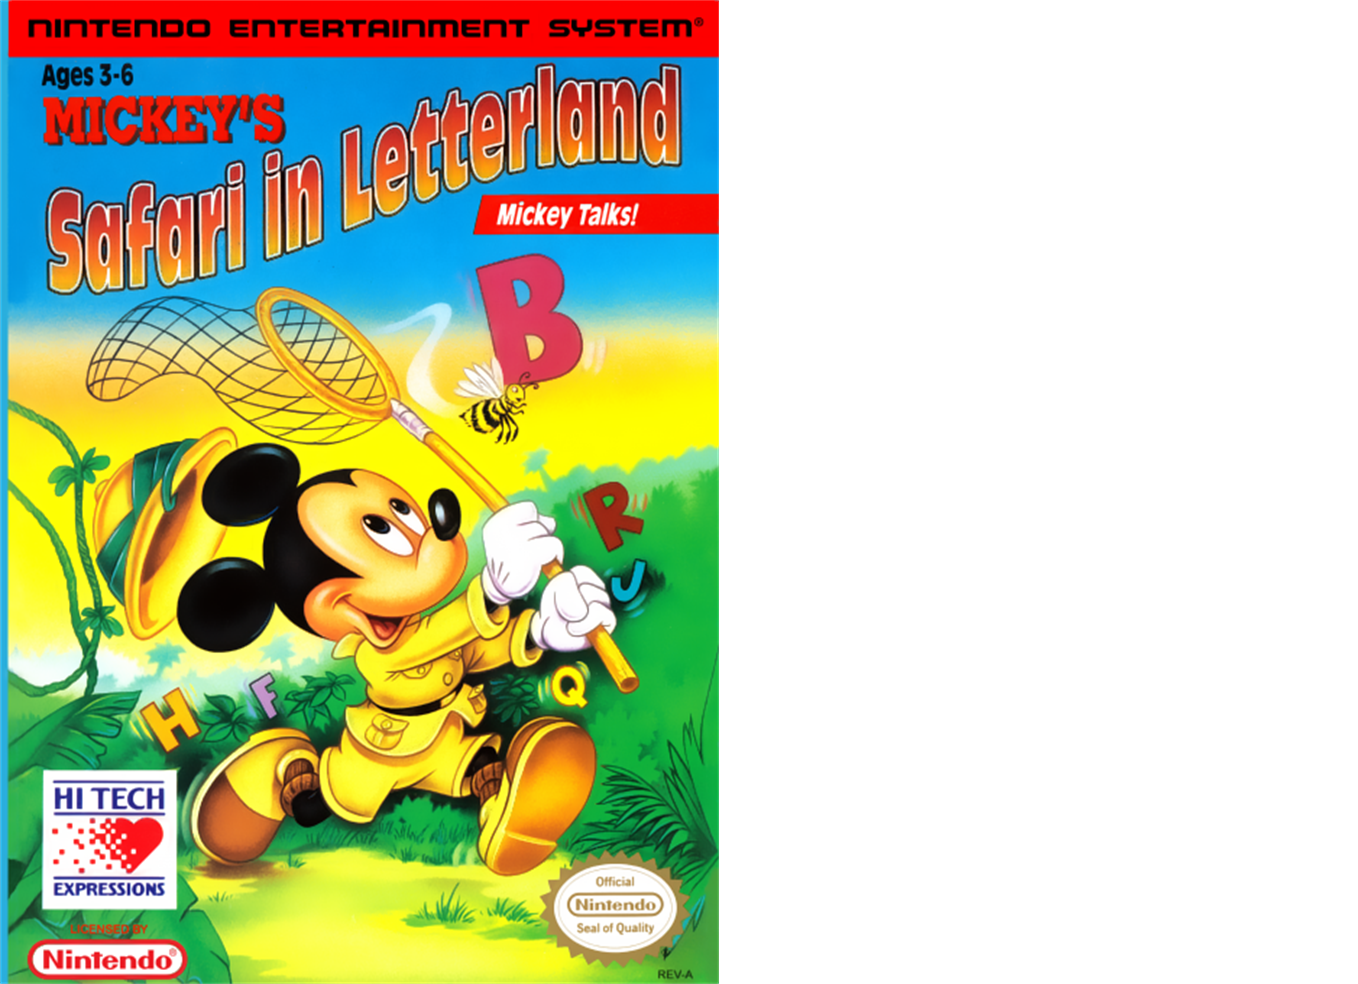 NINTENDO ENTERTAINMENT SYSTEM®
Ages 3-6
MICKEY'S
Safari in Letterland
Mickey Talks!
B
R
J
Q
H F
HI TECH
EXPRESSIONS
LICENSED BY
Nintendo®
Official
Nintendo
Seal of Quality
REV-A